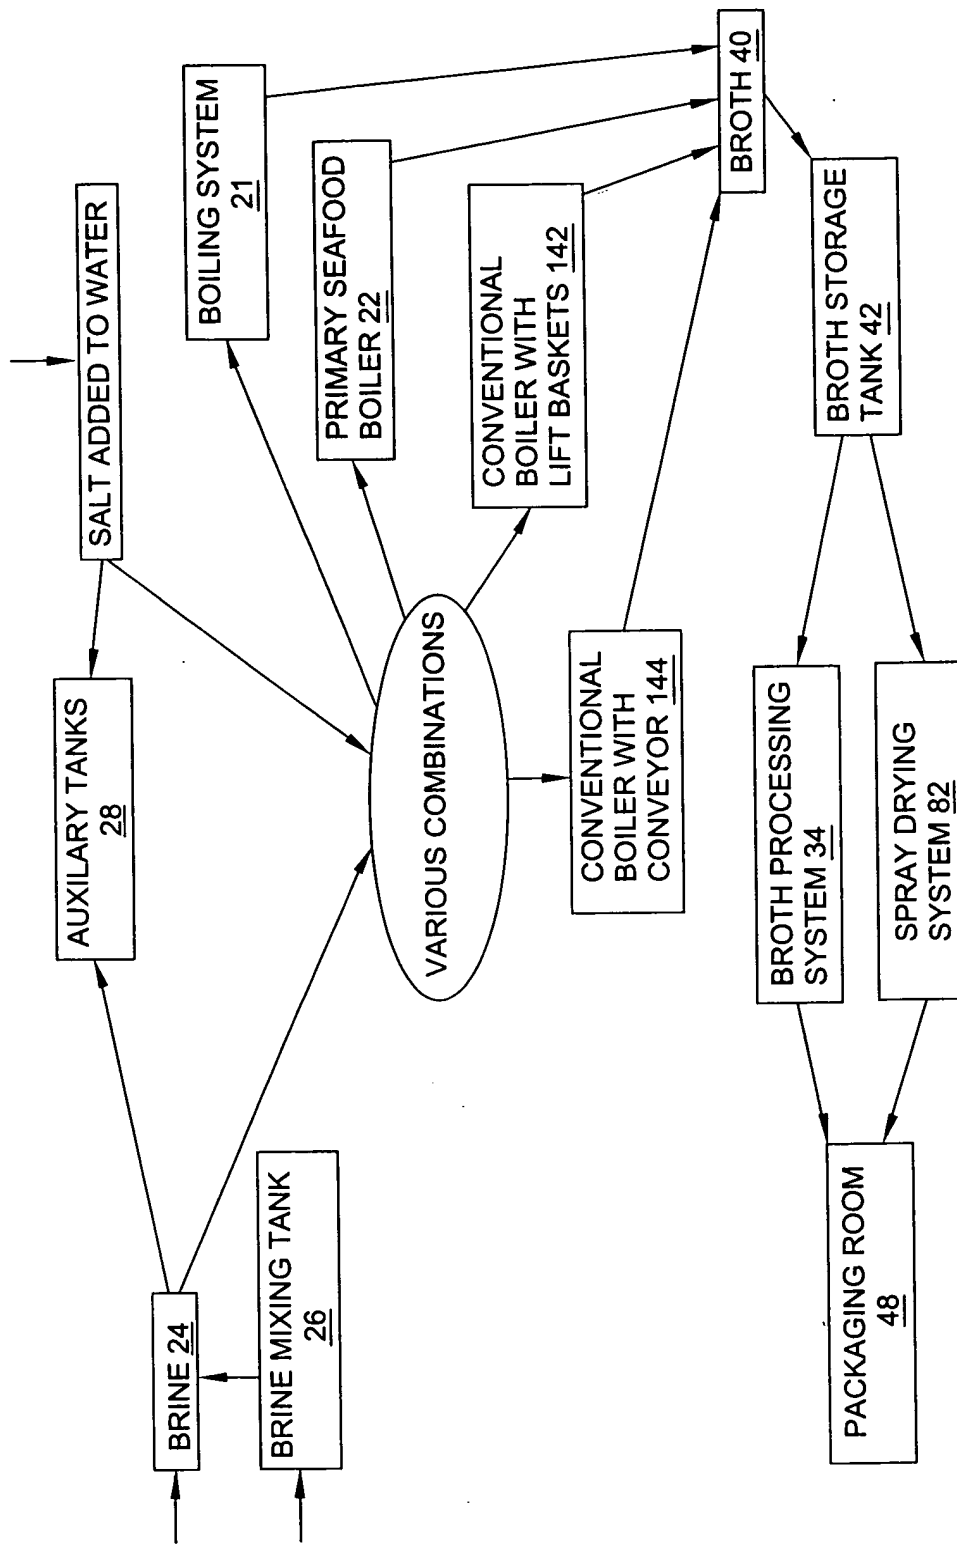 SALT ADDED TO WATER
AUXILARY TANKS
28
BRINE 24
BRINE MIXING TANK
26
BOILING SYSTEM
21
PRIMARY SEAFOOD
BOILER 22
CONVENTIONAL
BOILER WITH
LIFT BASKETS 142
VARIOUS COMBINATIONS
CONVENTIONAL
BOILER WITH
CONVEYOR 144
BROTH 40
BROTH STORAGE
TANK 42
BROTH PROCESSING
SYSTEM 34
SPRAY DRYING
SYSTEM 82
PACKAGING ROOM
48